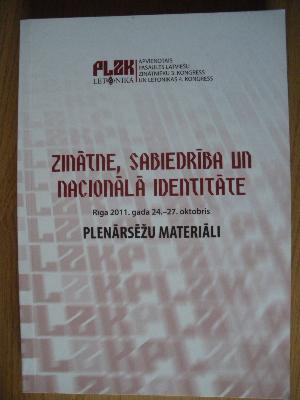 PLZK
LETONIKA
APVIENOTAIS
PASAULES LATVIEŠU
ZINĀTNIEKU 3. KONGRESS
UN LETONIKAS 4. KONGRESS
ZINĀTNE, SABIEDRĪBA UN
NACIONĀLĀ IDENTITĀTE
Rīgā 2011. gada 24.–27. oktobris
PLENĀRSĒŽU MATERIĀLI